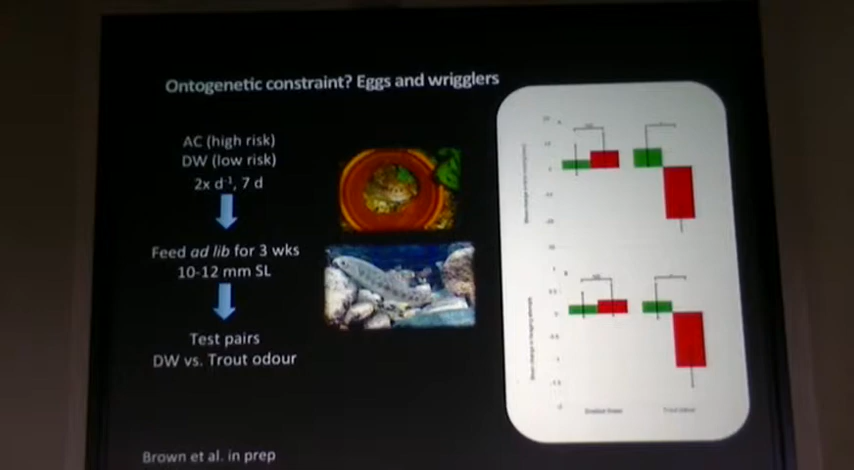 Ontogenetic constraint? Eggs and wrigglers
AC (high risk)
DW (low risk)
2x d⁻¹, 7 d
Feed ad lib for 3 wks
10-12 mm SL
Test pairs
DW vs. Trout odour
Brown et al. in prep